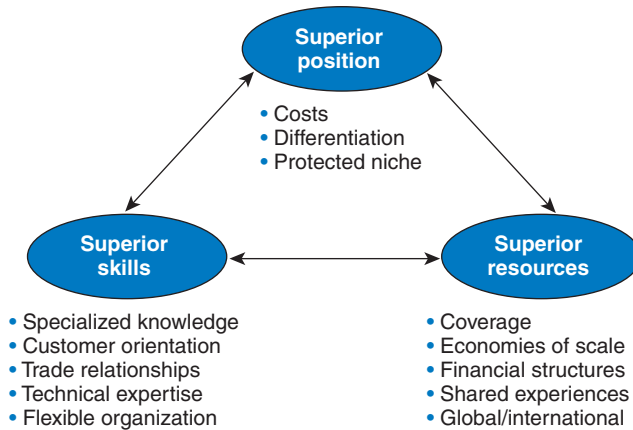 Superior
position
• Costs
• Differentiation
• Protected niche
Superior
skills
Superior
resources
• Specialized knowledge
• Customer orientation
• Trade relationships
• Technical expertise
• Flexible organization
• Coverage
• Economies of scale
• Financial structures
• Shared experiences
• Global/international